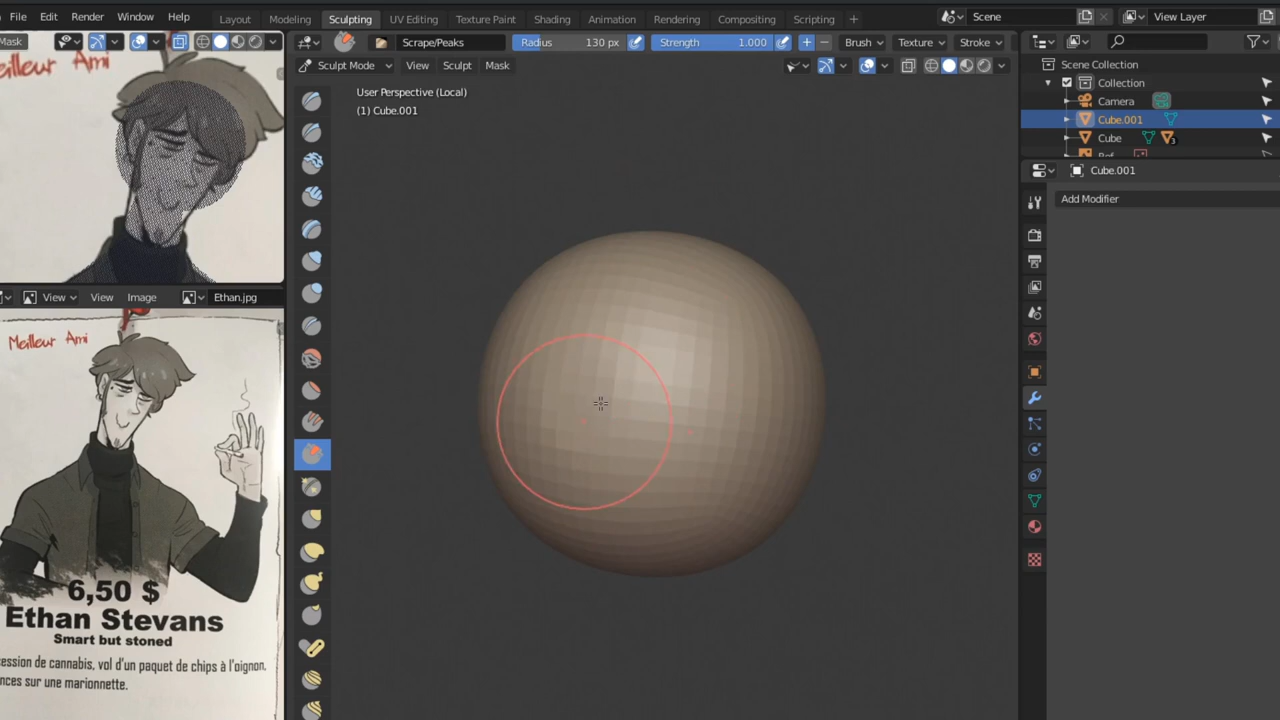 File Edit Render Window Help
Layout Modeling Sculpting UV Editing Texture Paint Shading Animation Rendering Compositing Scripting +
Scene
View Layer
Mask
Scrape/Peaks
Radius 130 px
Strength 1.000
Brush
Texture
Stroke
Sculpt Mode
View Sculpt Mask
User Perspective (Local)
(1) Cube.001
Scene Collection
Collection
Camera
Cube.001
Cube
3
Ref
Cube.001
Add Modifier
eilleur Ami
View View Image Ethan.jpg
Meilleur Ami
6,50 $
Ethan Stevans
Smart but stoned
ession de cannabis, vol d'un paquet de chips à l'oignon,
nces sur une marionnette.